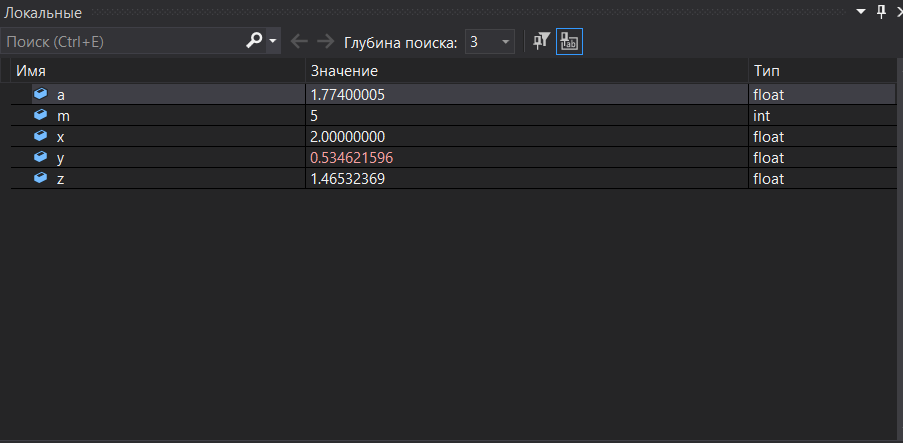 Локальные
Поиск (Ctrl+E) Глубина поиска: 3
Имя Значение Тип
a 1.77400005 float
m 5 int
x 2.00000000 float
y 0.534621596 float
z 1.46532369 float